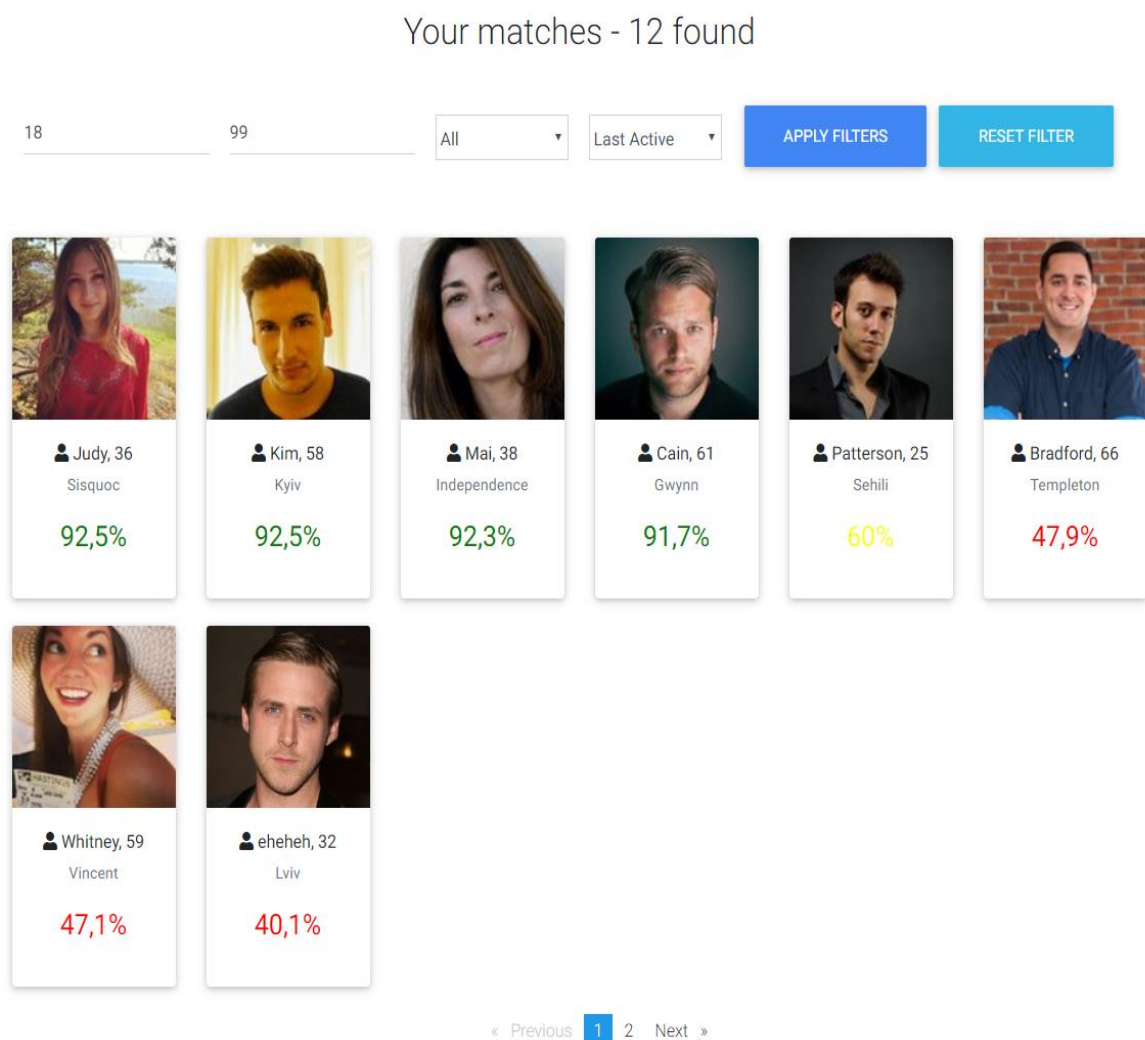 Your matches - 12 found
18 99 All Last Active APPLY FILTERS RESET FILTER
Judy, 36 Kim, 58 Mai, 38 Cain, 61 Patterson, 25 Bradford, 66
Sisquoc Kyiv Independence Gwynn Sehili Templeton
92,5% 92,5% 92,3% 91,7% 60% 47,9%
HASTINGS
Whitney, 59 eheheh, 32
Vincent Lviv
47,1% 40,1%
« Previous 1 2 Next »